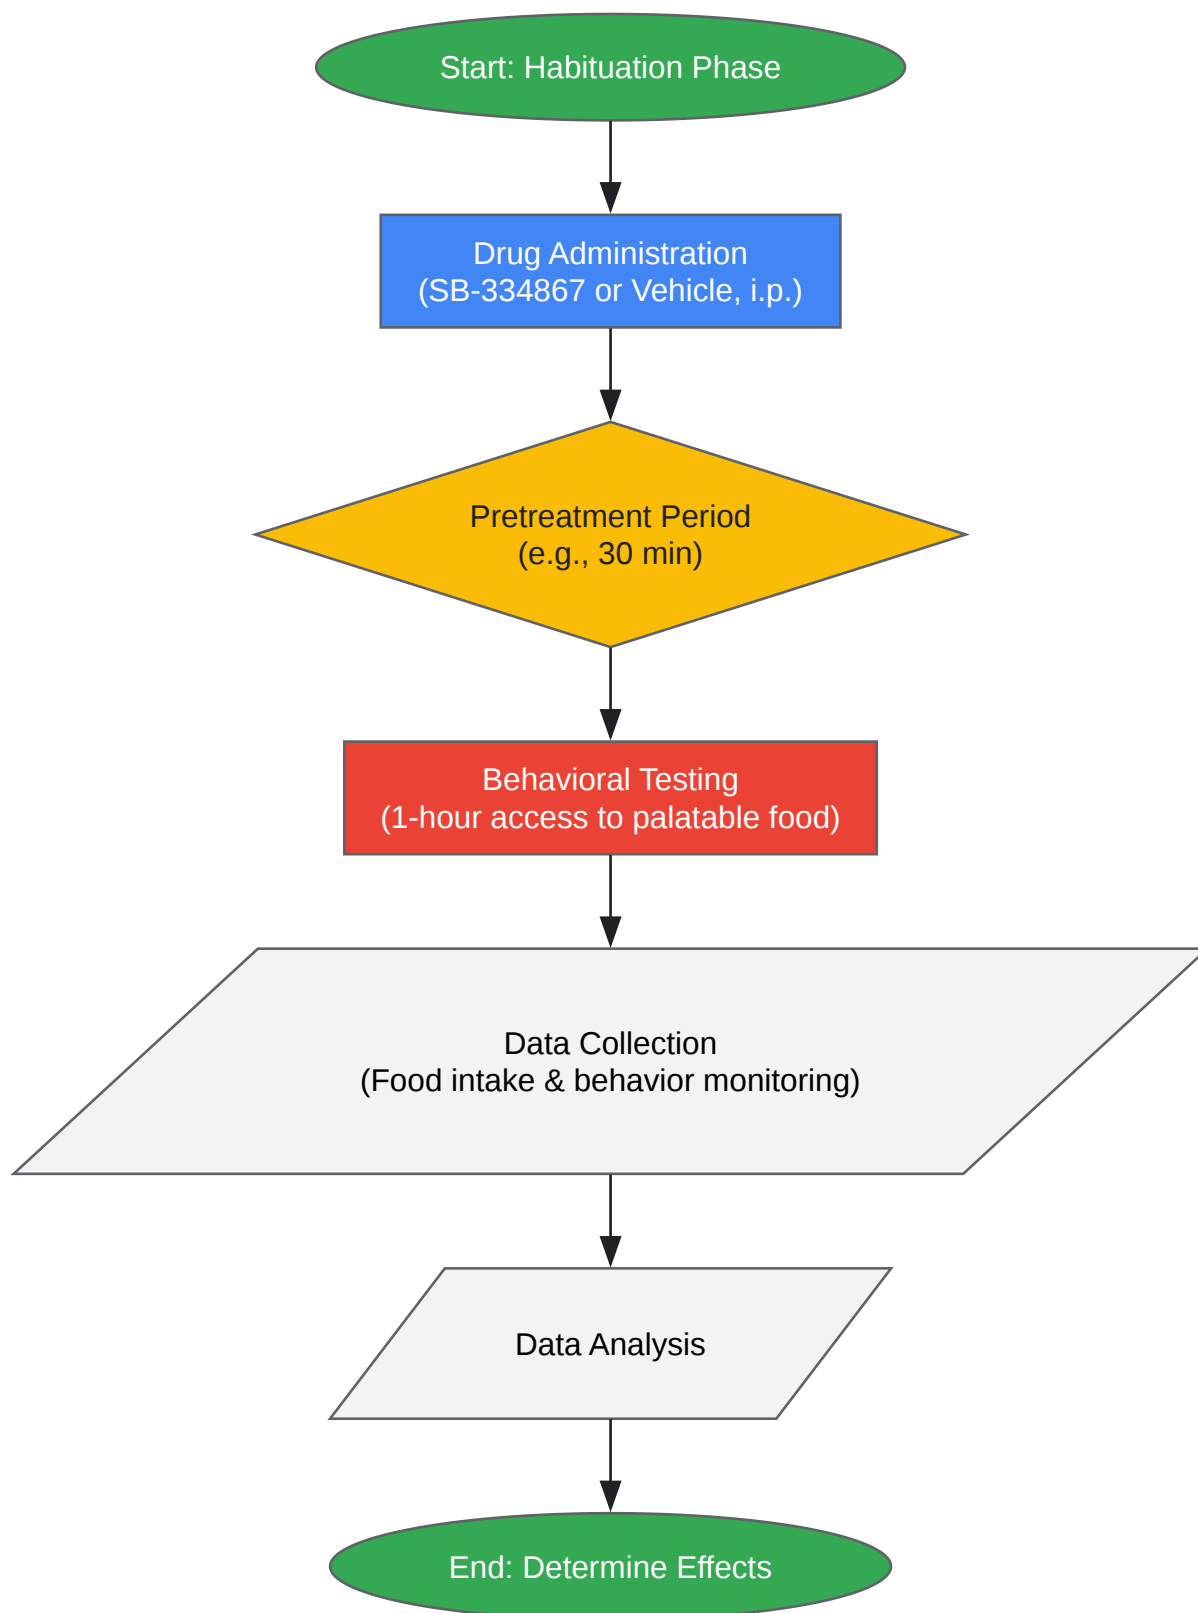 Start: Habituation Phase
Drug Administration
(SB-334867 or Vehicle, i.p.)
Pretreatment Period
(e.g., 30 min)
Behavioral Testing
(1-hour access to palatable food)
Data Collection
(Food intake & behavior monitoring)
Data Analysis
End: Determine Effects